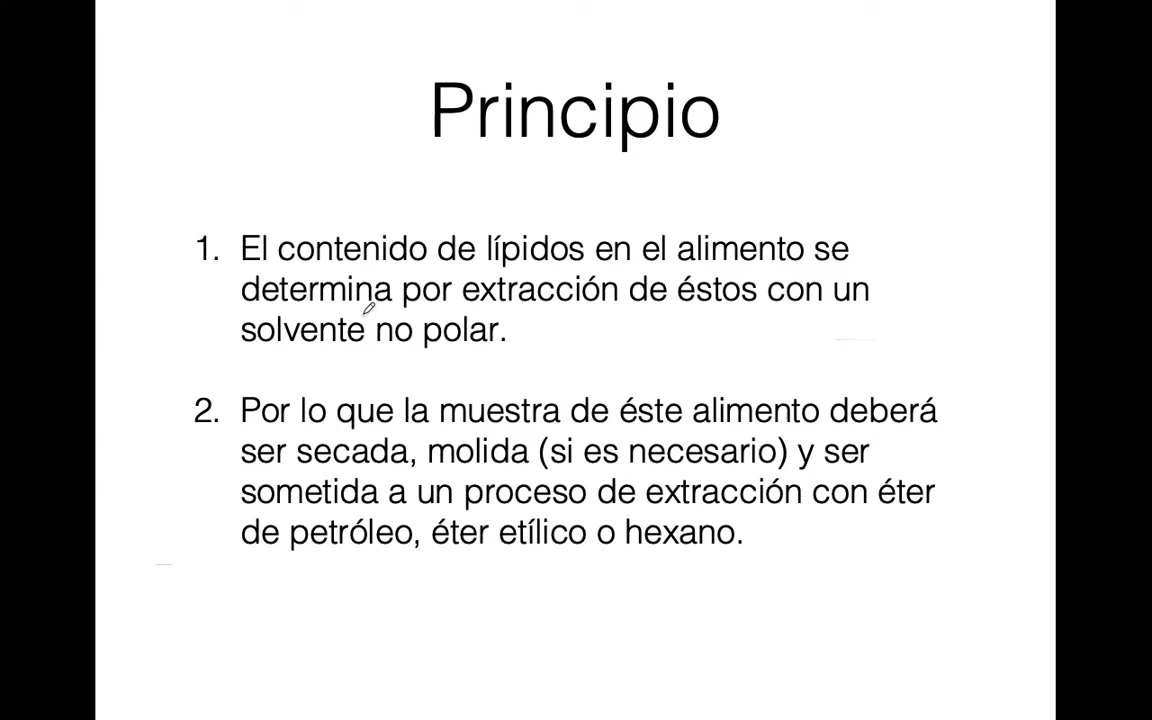 Principio
1. El contenido de lípidos en el alimento se
determina por extracción de éstos con un
solvente no polar.
2. Por lo que la muestra de éste alimento deberá
ser secada, molida (si es necesario) y ser
sometida a un proceso de extracción con éter
de petróleo, éter etílico o hexano.